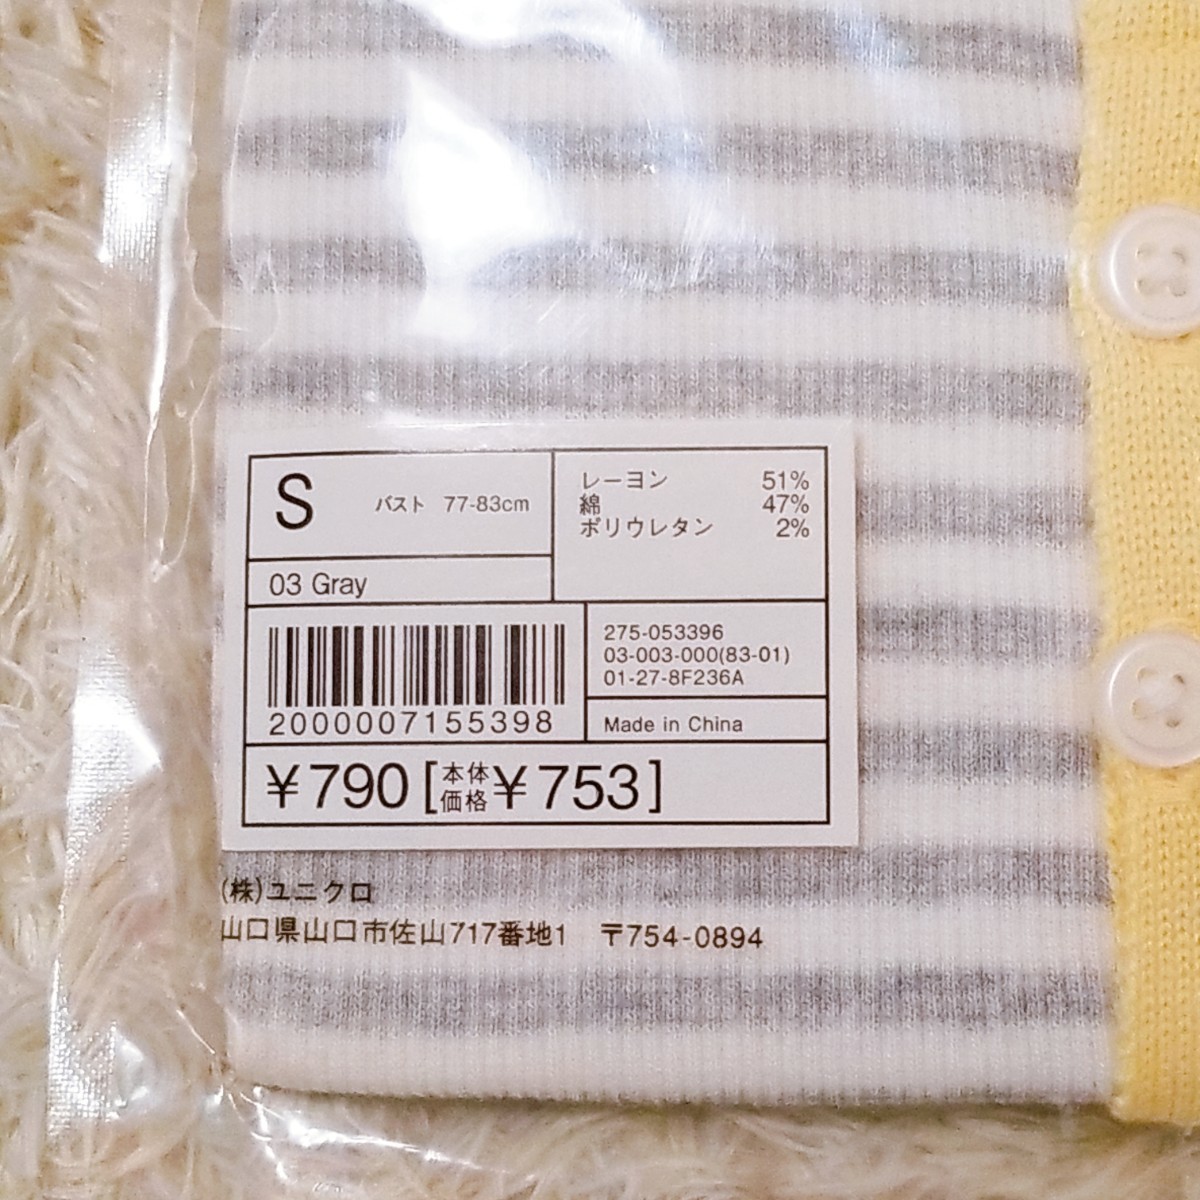 S バスト 77-83cm
レーヨン 51%
綿 47%
ポリウレタン 2%
03 Gray
2000007155398
275-053396
03-003-000(83-01)
01-27-8F236A
Made in China
¥790[本体価格¥753]
(株)ユニクロ
山口県山口市佐山717番地1 〒754-0894